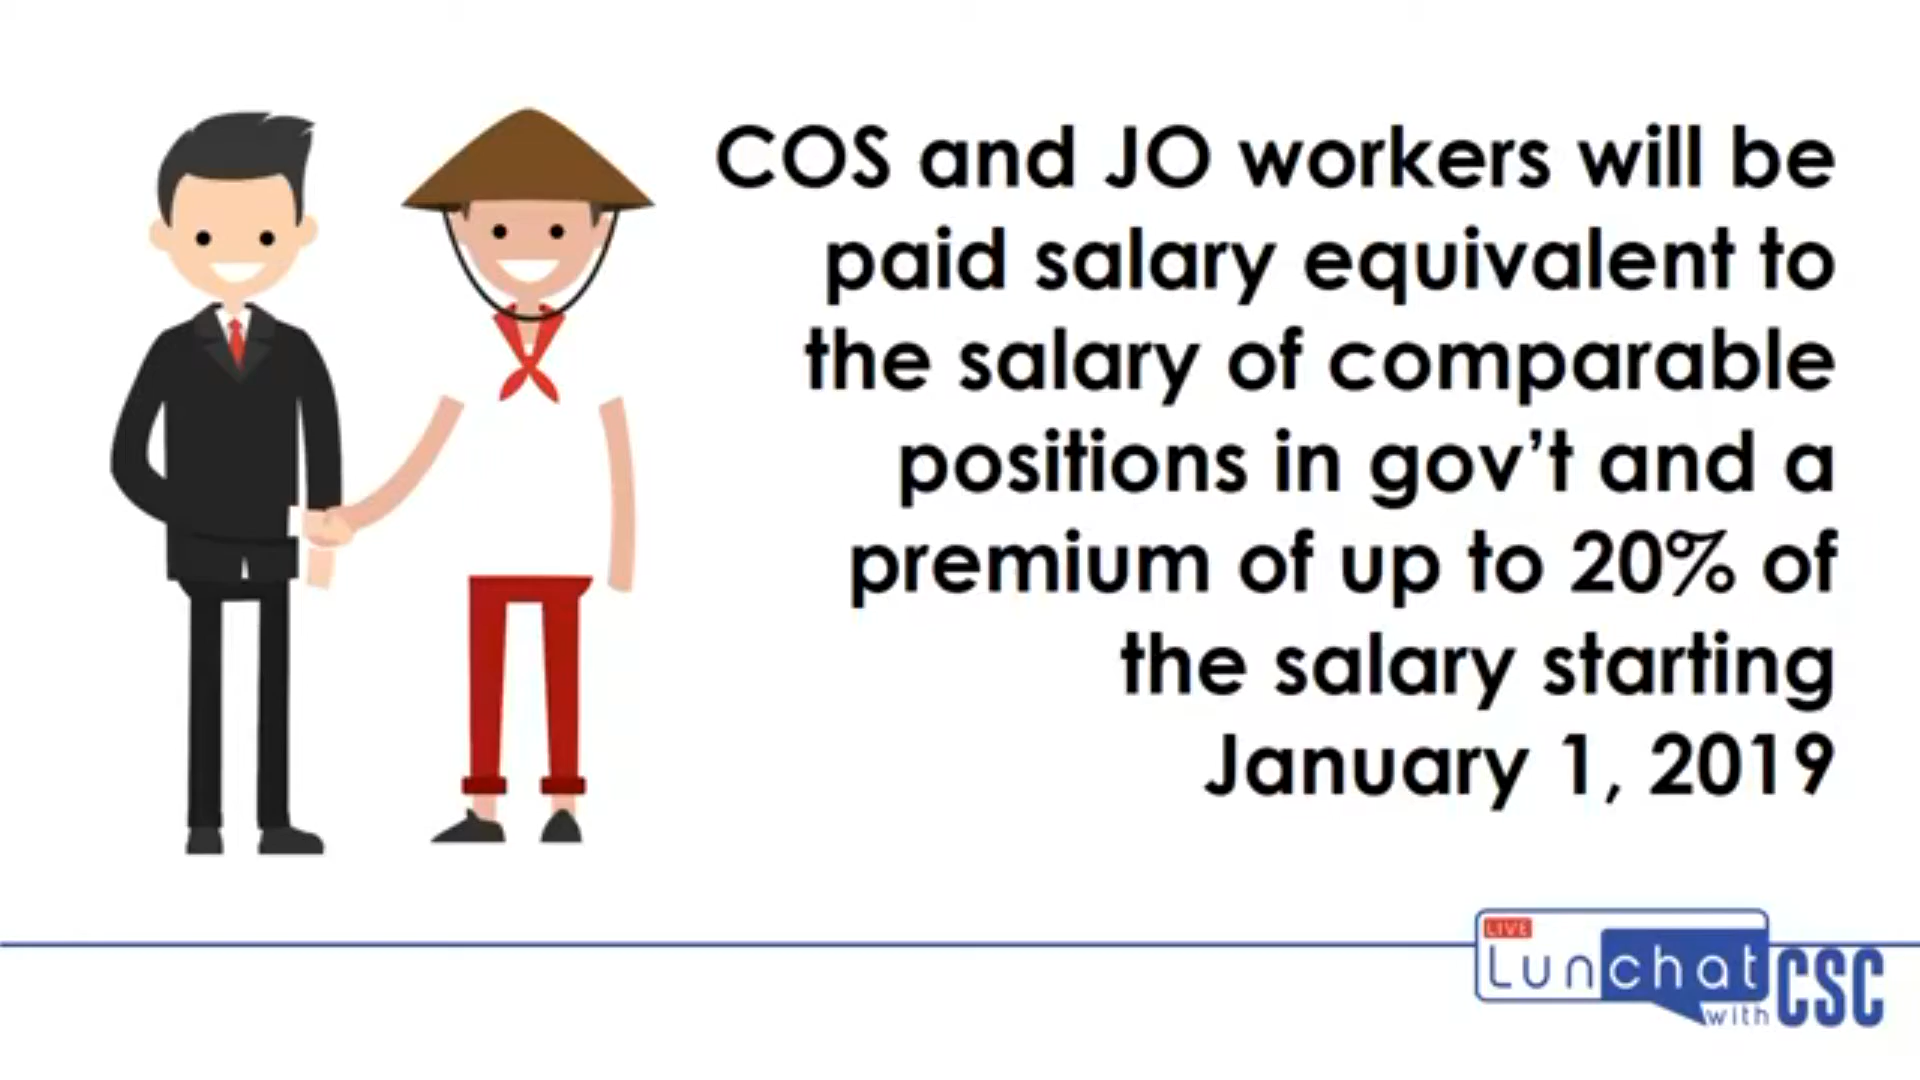 COS and JO workers will be
paid salary equivalent to
the salary of comparable
positions in gov’t and a
premium of up to 20% of
the salary starting
January 1, 2019
LIVE
Lunchat
with CSC